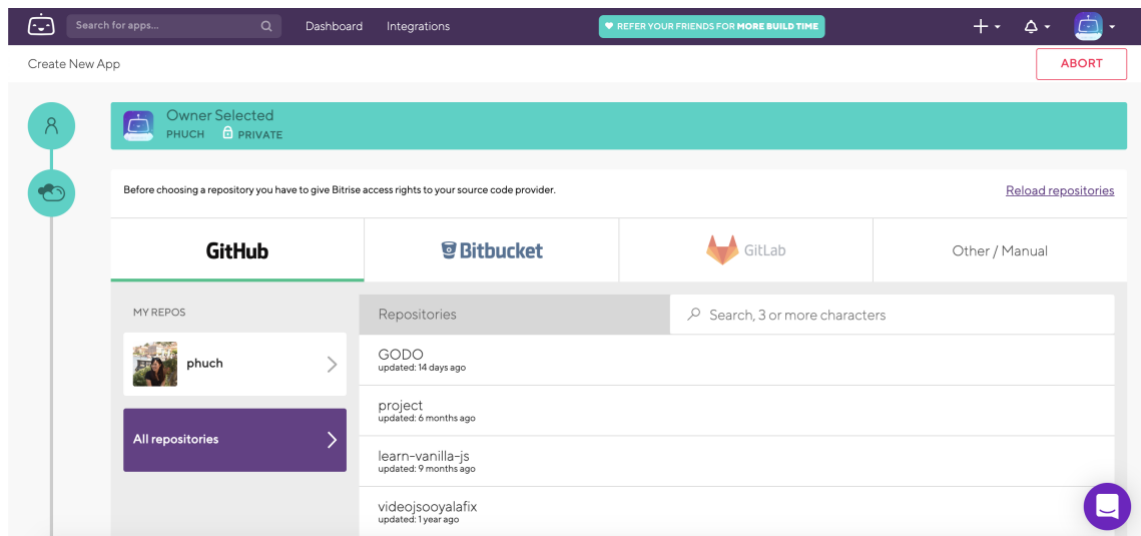 Search for apps...
Dashboard
Integrations
REFER YOUR FRIENDS FOR MORE BUILD TIME
Create New App
ABORT
Owner Selected
PHUCH PRIVATE
Before choosing a repository you have to give Bitrise access rights to your source code provider.
Reload repositories
GitHub
Bitbucket
GitLab
Other / Manual
MY REPOS
phuch
All repositories
Repositories
Search, 3 or more characters
GODO
updated: 14 days ago
project
updated: 6 months ago
learn-vanilla-js
updated: 9 months ago
videojsooyalafix
updated: 1 year ago